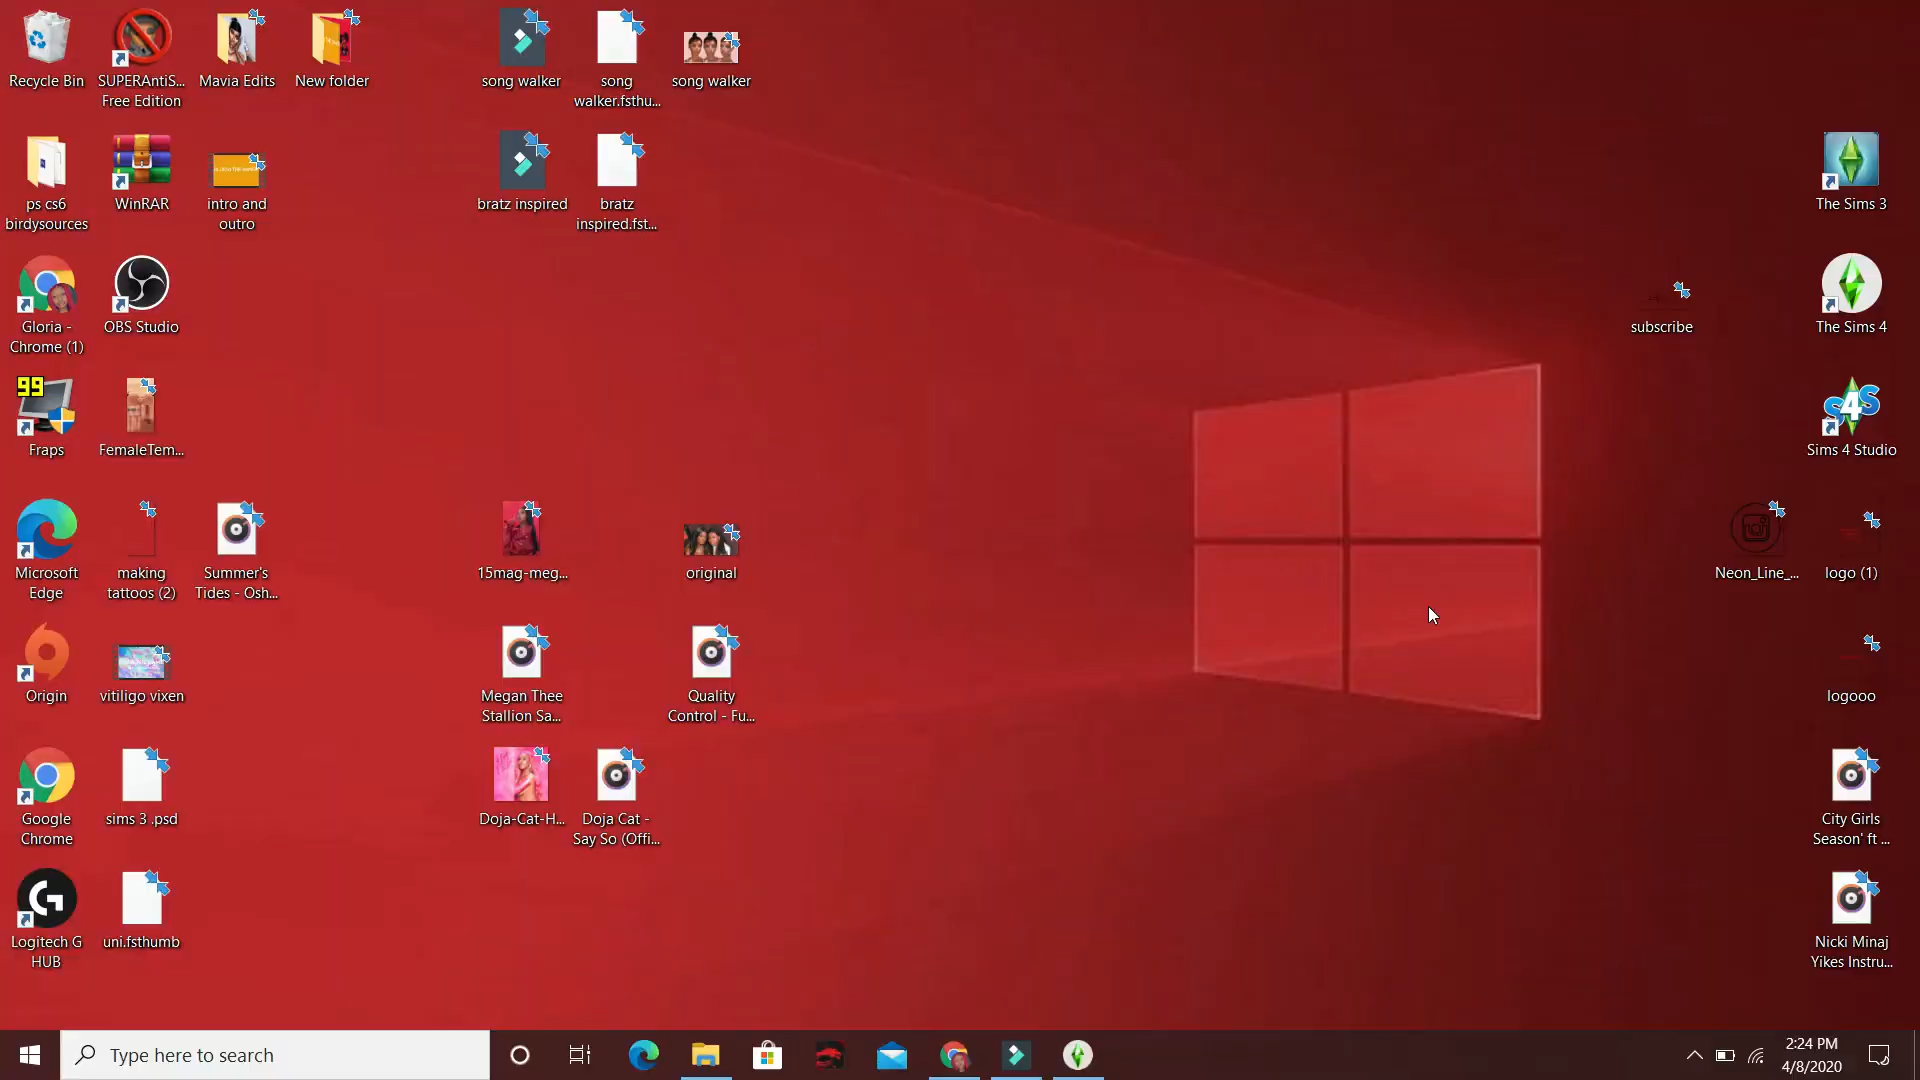 Recycle Bin
SUPERAntiS...
Free Edition
Mavia Edits
New folder
song walker
song
walker.fsthu...
song walker
ps cs6
birdysources
WinRAR
intro and
outro
bratz inspired
bratz
inspired.fst...
The Sims 3
Gloria -
Chrome (1)
OBS Studio
subscribe
The Sims 4
99
Fraps
FemaleTem...
4
Sims 4 Studio
Microsoft
Edge
making
tattoos (2)
Summer's
Tides - Osh...
15mag-meg...
original
Neon_Line_...
logo (1)
Origin
vitiligo vixen
Megan Thee
Stallion Sa...
Quality
Control - Fu...
logooo
Google
Chrome
sims 3 .psd
Doja-Cat-H...
Doja Cat -
Say So (Offi...
City Girls
Season' ft ...
Logitech G
HUB
uni.fsthumb
Nicki Minaj
Yikes Instru...
Type here to search
2:24 PM
4/8/2020